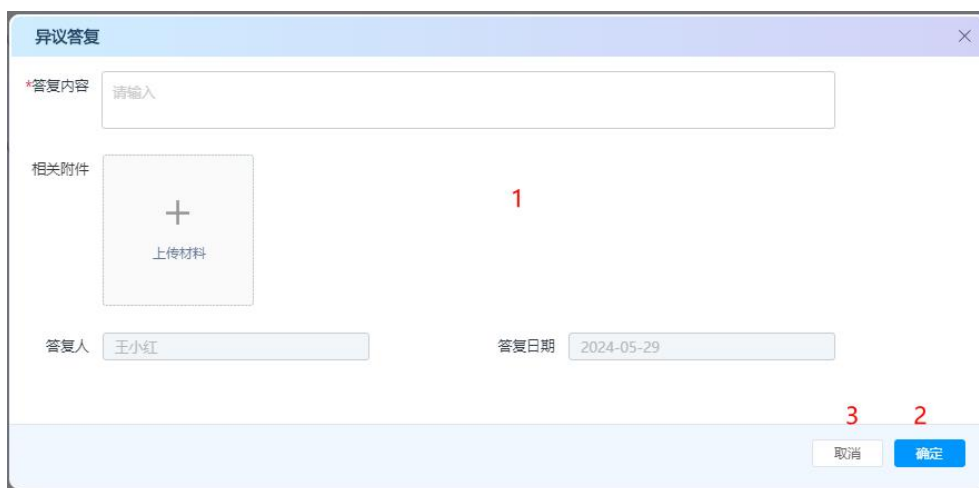 异议答复
*答复内容 请输入
相关附件
1
上传材料
答复人 王小红 答复日期 2024-05-29
3 2
取消 确定